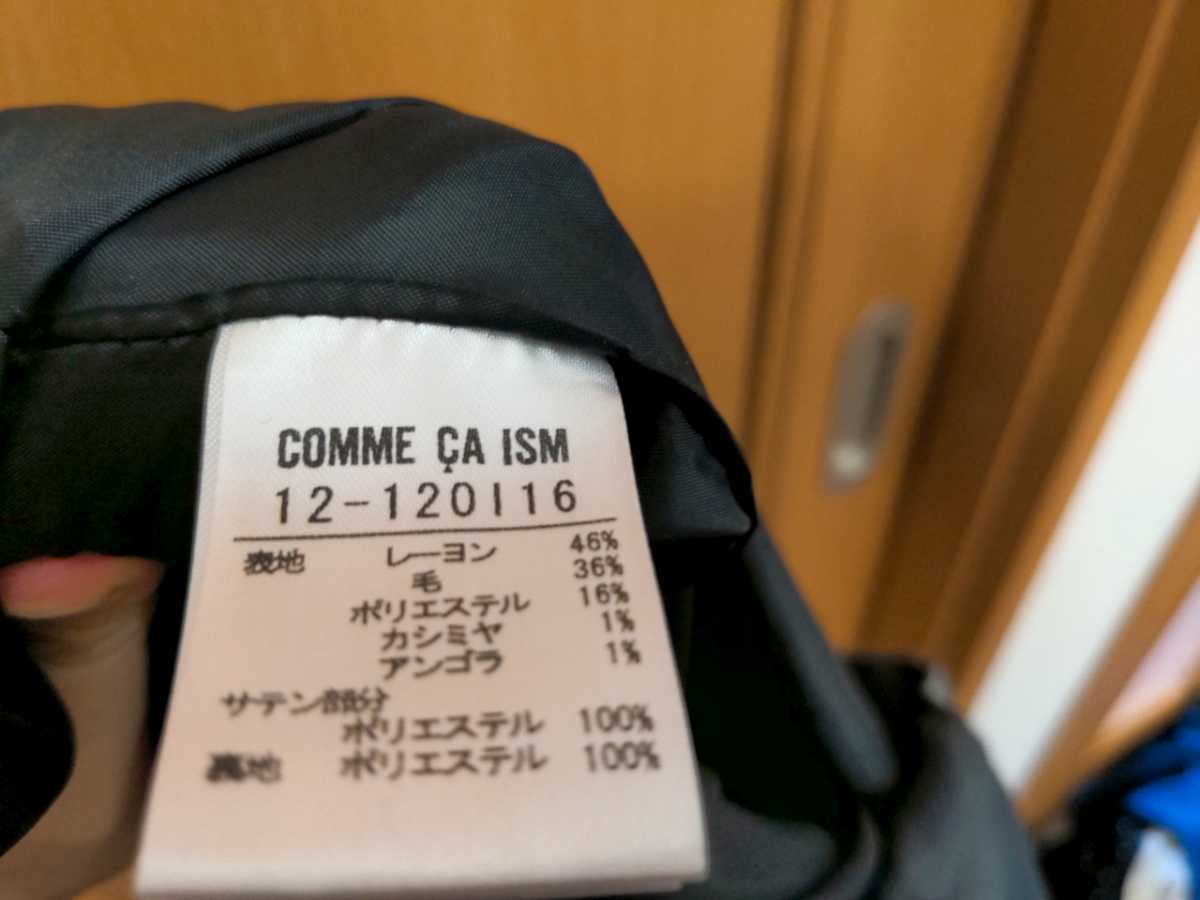 COMME ÇA ISM
12-120I16
表地 レーヨン 46%
毛 36%
ポリエステル 16%
カシミヤ 1%
アンゴラ 1%
サテン部分
ポリエステル 100%
裏地 ポリエステル 100%